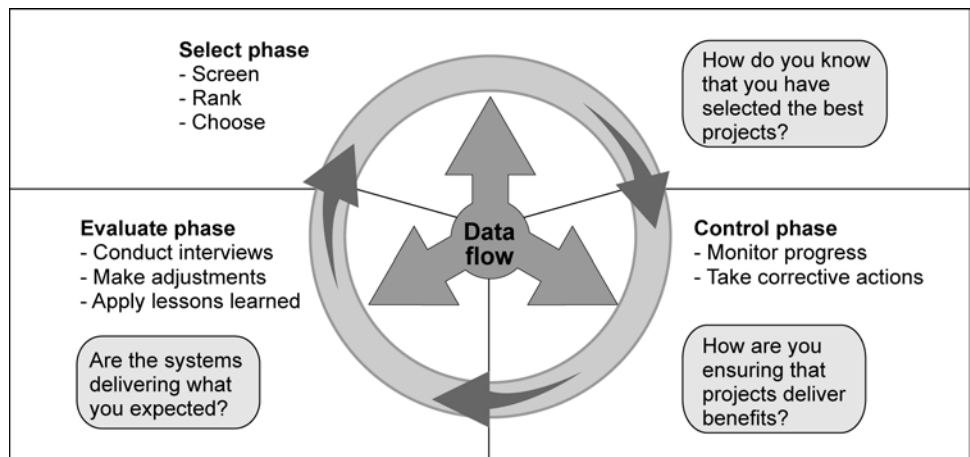 Select phase
- Screen
- Rank
- Choose
How do you know
that you have
selected the best
projects?
Data
flow
Evaluate phase
- Conduct interviews
- Make adjustments
- Apply lessons learned
Control phase
- Monitor progress
- Take corrective actions
Are the systems
delivering what
you expected?
How are you
ensuring that
projects deliver
benefits?